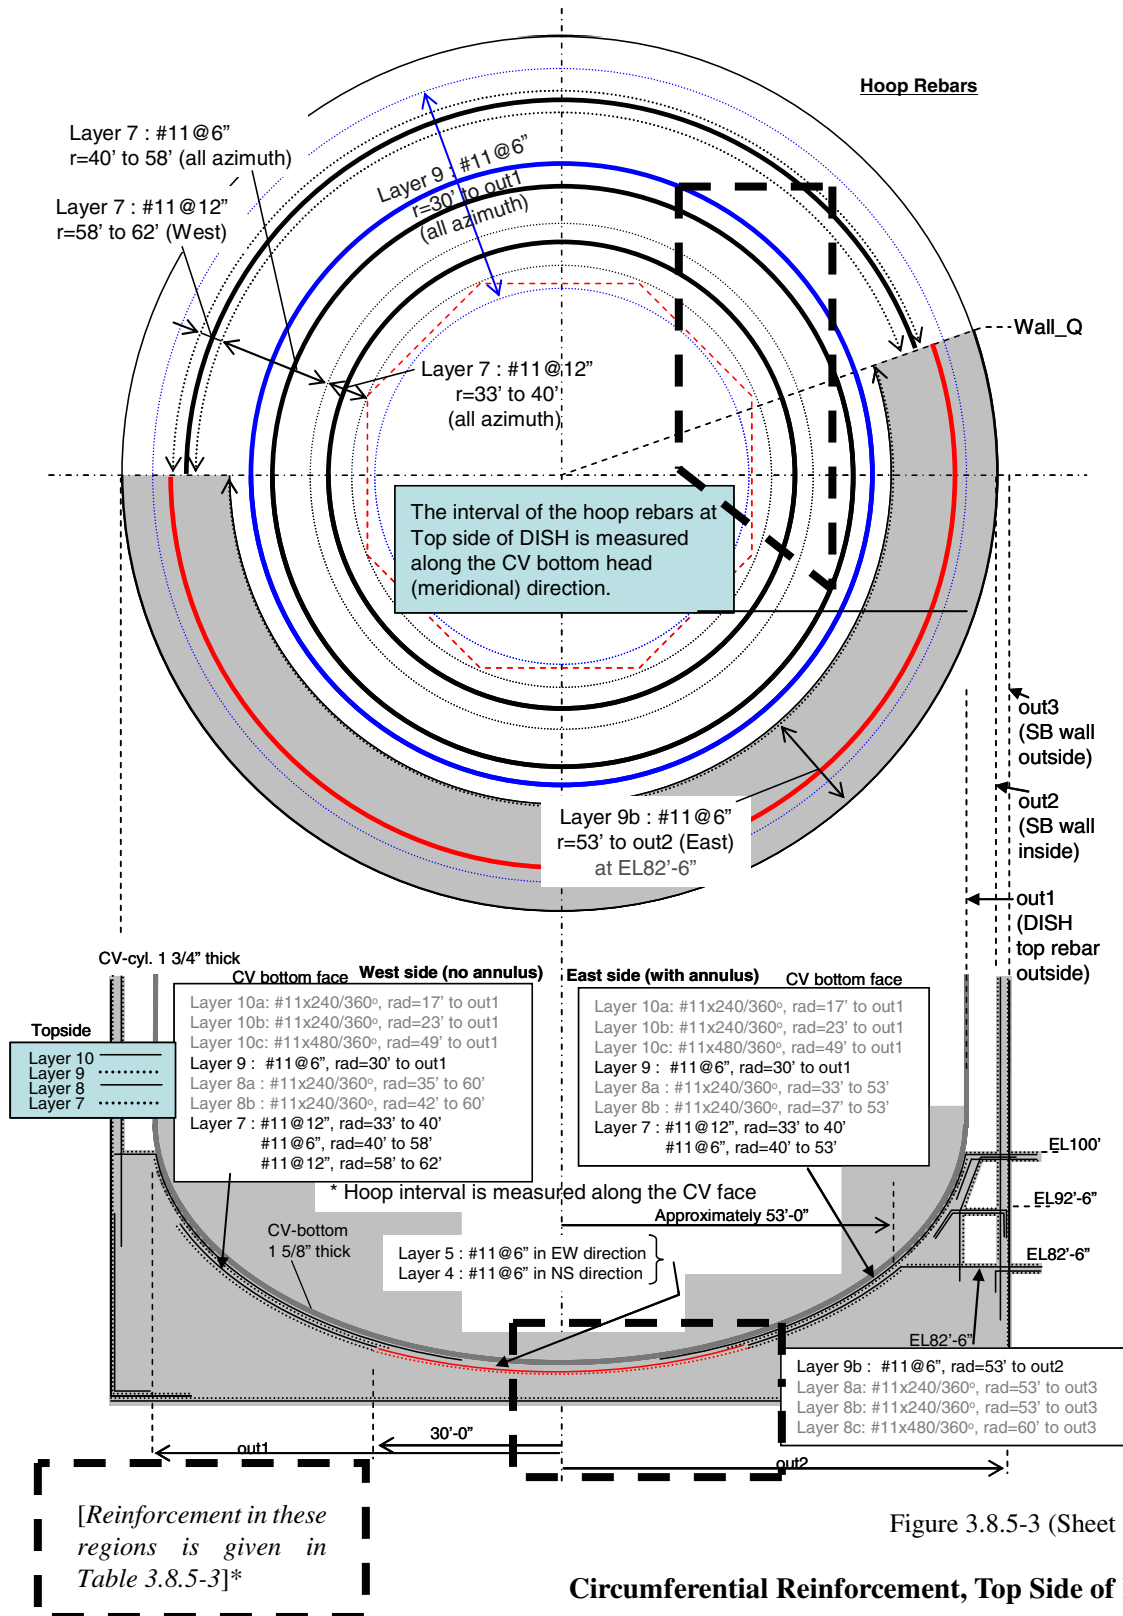 Hoop Rebars
Layer 7 : #11@6”
r=40’ to 58’ (all azimuth)
Layer 9 : #11@6”
r=30’ to out1
(all azimuth)
Layer 7 : #11@12”
r=58’ to 62’ (West)
Wall_Q
Layer 7 : #11@12”
r=33’ to 40’
(all azimuth)
The interval of the hoop rebars at
Top side of DISH is measured
along the CV bottom head
(meridional) direction.
out3
(SB wall
outside)
out2
(SB wall
inside)
Layer 9b : #11@6”
r=53’ to out2 (East)
at EL82’-6”
out1
(DISH
top rebar
outside)
CV-cyl. 1 3/4” thick
CV bottom face
West side (no annulus)
East side (with annulus)
CV bottom face
Layer 10a: #11x240/360º, rad=17’ to out1
Layer 10b: #11x240/360º, rad=23’ to out1
Layer 10c: #11x480/360º, rad=49’ to out1
Layer 9 : #11@6”, rad=30’ to out1
Layer 8a : #11x240/360º, rad=35’ to 60’
Layer 8b : #11x240/360º, rad=42’ to 60’
Layer 7 : #11@12”, rad=33’ to 40’
#11@6”, rad=40’ to 58’
#11@12”, rad=58’ to 62’
Layer 10a: #11x240/360º, rad=17’ to out1
Layer 10b: #11x240/360º, rad=23’ to out1
Layer 10c: #11x480/360º, rad=49’ to out1
Layer 9 : #11@6”, rad=30’ to out1
Layer 8a : #11x240/360º, rad=33’ to 53’
Layer 8b : #11x240/360º, rad=37’ to 53’
Layer 7 : #11@12”, rad=33’ to 40’
#11@6”, rad=40’ to 53’
Topside
Layer 10
Layer 9
Layer 8
Layer 7
EL100’
* Hoop interval is measured along the CV face
EL92’-6”
Approximately 53’-0”
CV-bottom
1 5/8” thick
Layer 5 : #11@6” in EW direction
Layer 4 : #11@6” in NS direction
EL82’-6”
EL82’-6”
Layer 9b : #11@6”, rad=53’ to out2
Layer 8a: #11x240/360º, rad=53’ to out3
Layer 8b: #11x240/360º, rad=53’ to out3
Layer 8c: #11x480/360º, rad=60’ to out3
30’-0”
out1
out2
[Reinforcement in these
regions is given in
Table 3.8.5-3]*
Figure 3.8.5-3 (Sheet
Circumferential Reinforcement, Top Side of